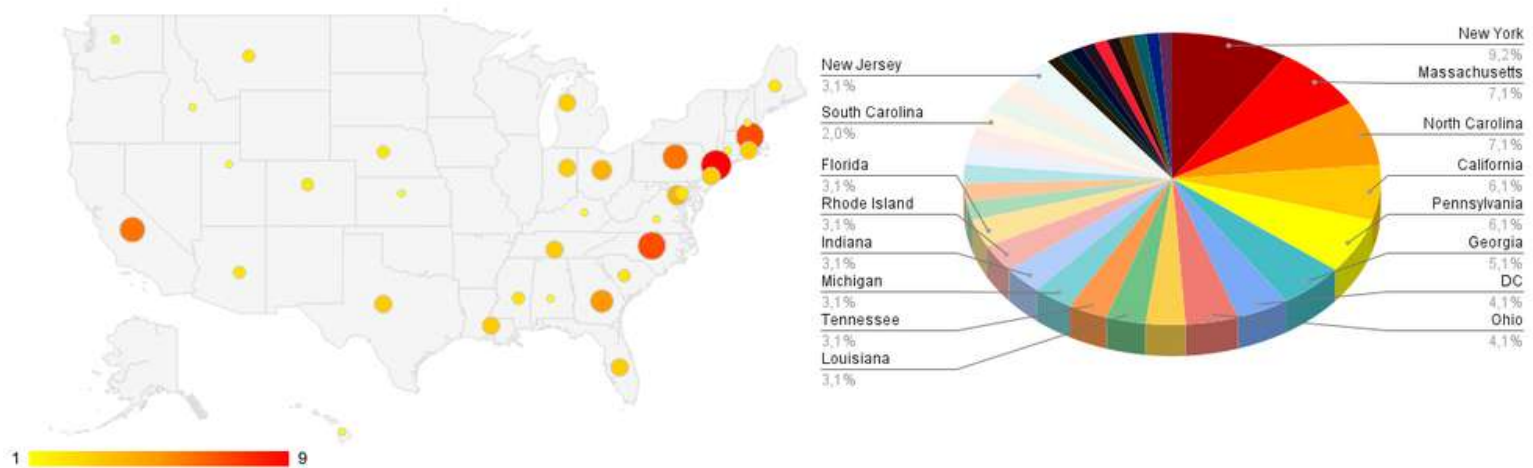 1
9
New Jersey
3,1%
South Carolina
2,0%
Florida
3,1%
Rhode Island
3,1%
Indiana
3,1%
Michigan
3,1%
Tennessee
3,1%
Louisiana
3,1%
New York
9,2%
Massachusetts
7,1%
North Carolina
7,1%
California
6,1%
Pennsylvania
6,1%
Georgia
5,1%
DC
4,1%
Ohio
4,1%